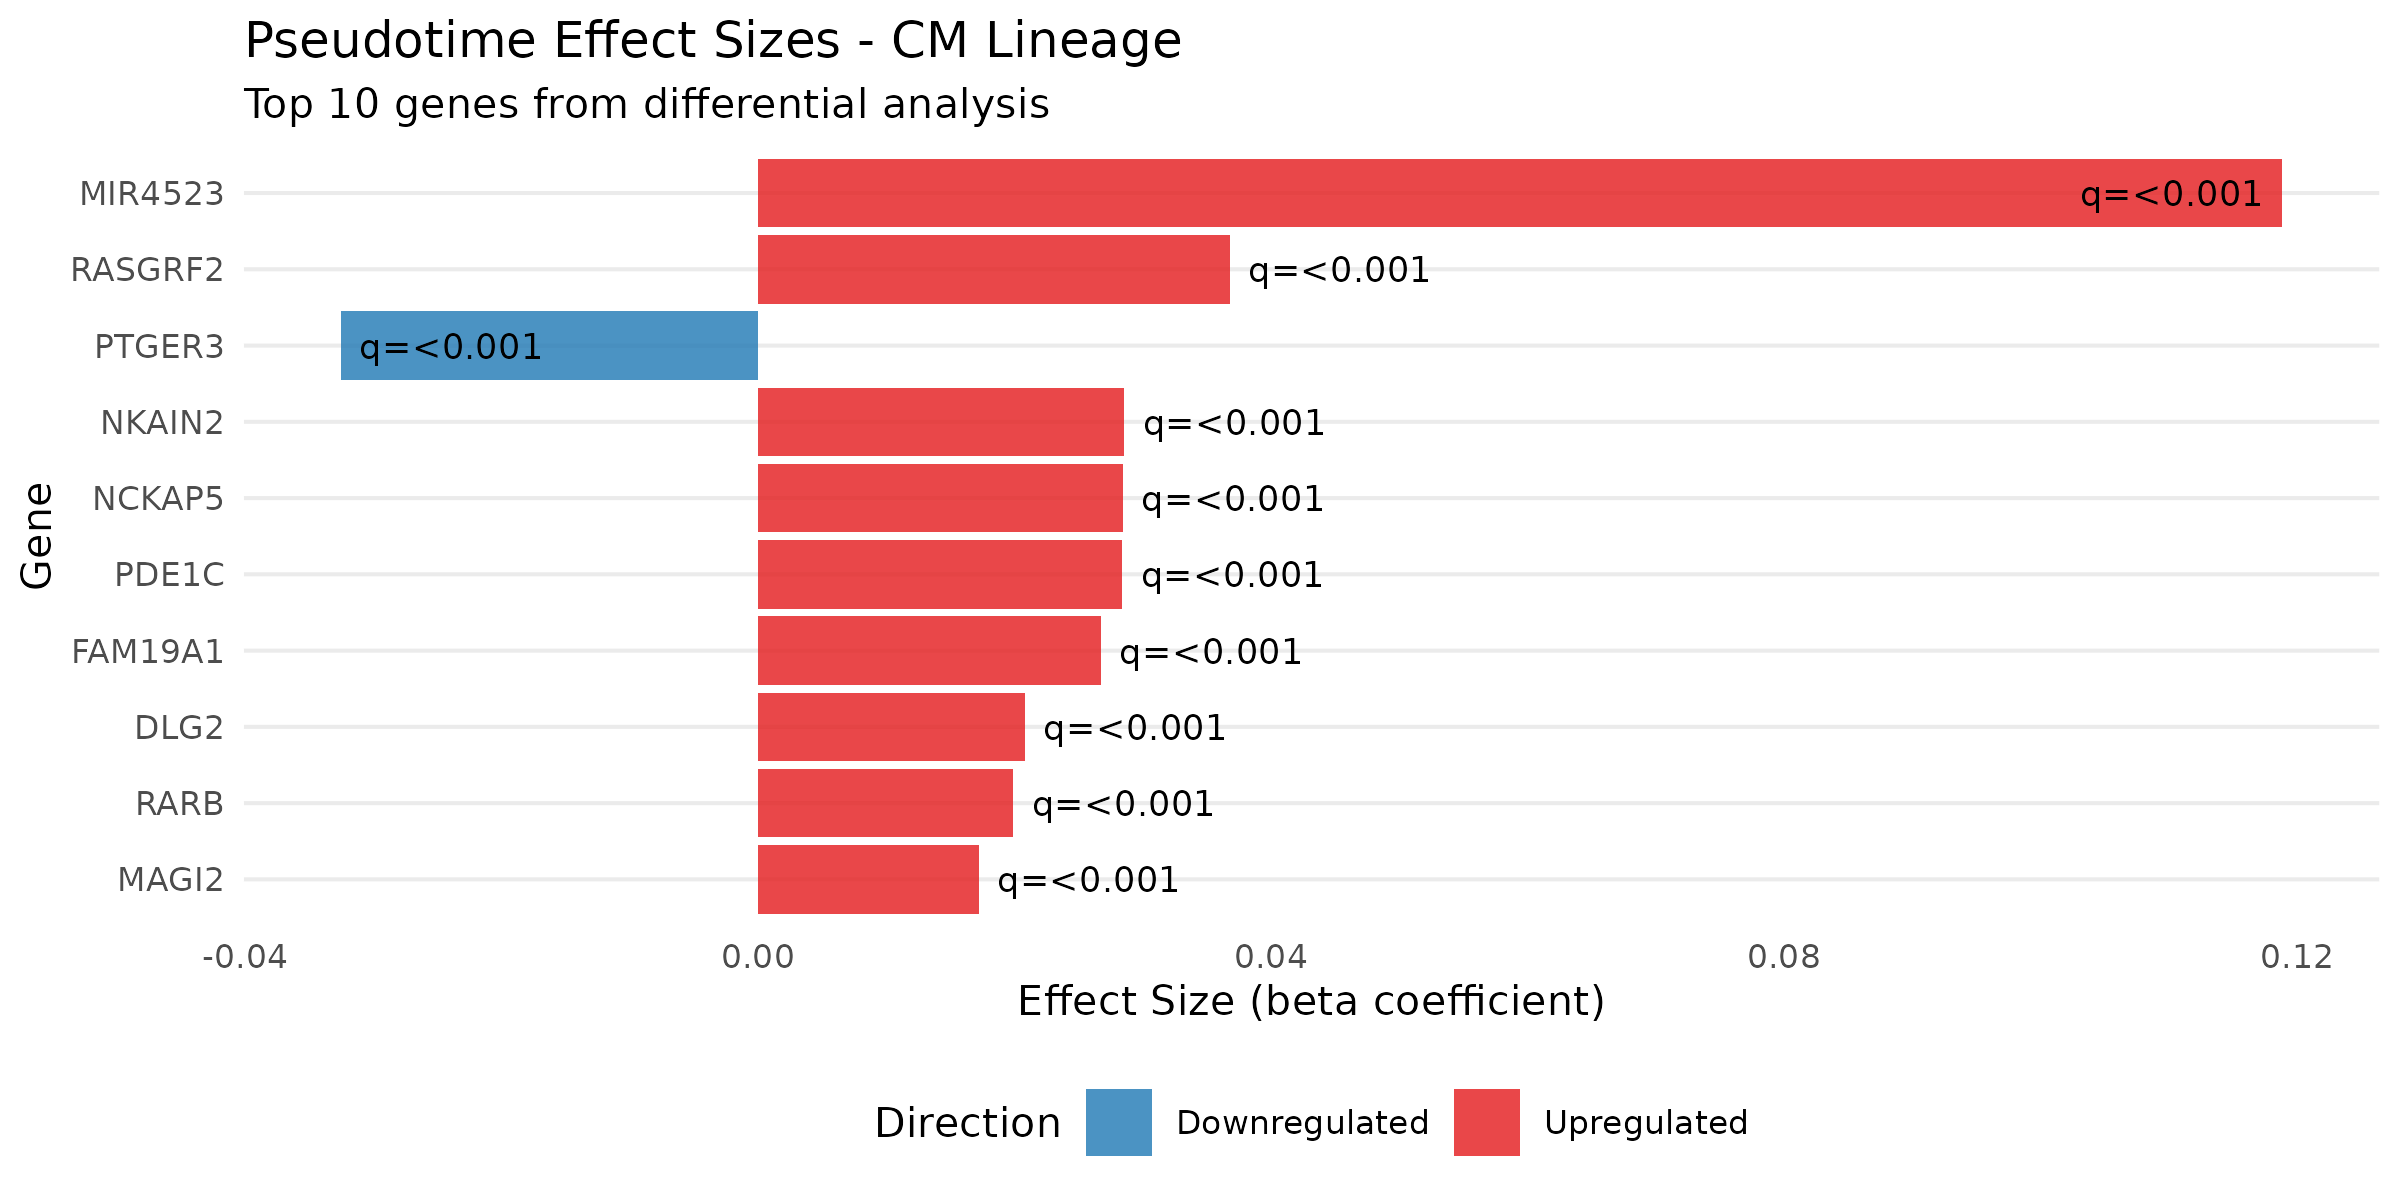 Pseudotime Effect Sizes - CM Lineage
Top 10 genes from differential analysis
Gene
MIR4523 q=<0.001
RASGRF2 q=<0.001
PTGER3 q=<0.001
NKAIN2 q=<0.001
NCKAP5 q=<0.001
PDE1C q=<0.001
FAM19A1 q=<0.001
DLG2 q=<0.001
RARB q=<0.001
MAGI2 q=<0.001
-0.04 0.00 0.04 0.08 0.12
Effect Size (beta coefficient)
Direction Downregulated Upregulated